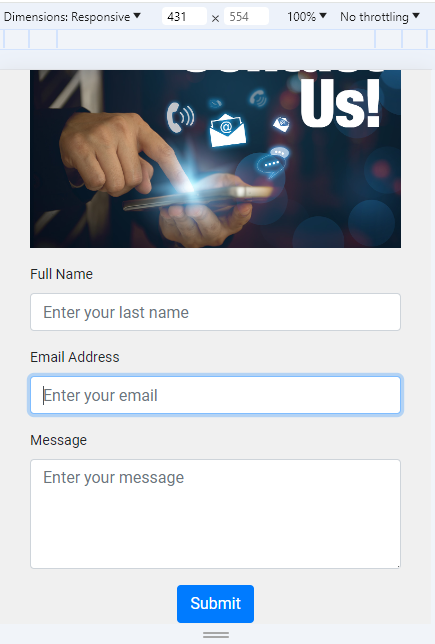 Dimensions: Responsive 431 × 554 100% No throttling
Us!
Full Name
Enter your last name
Email Address
Enter your email
Message
Enter your message
Submit